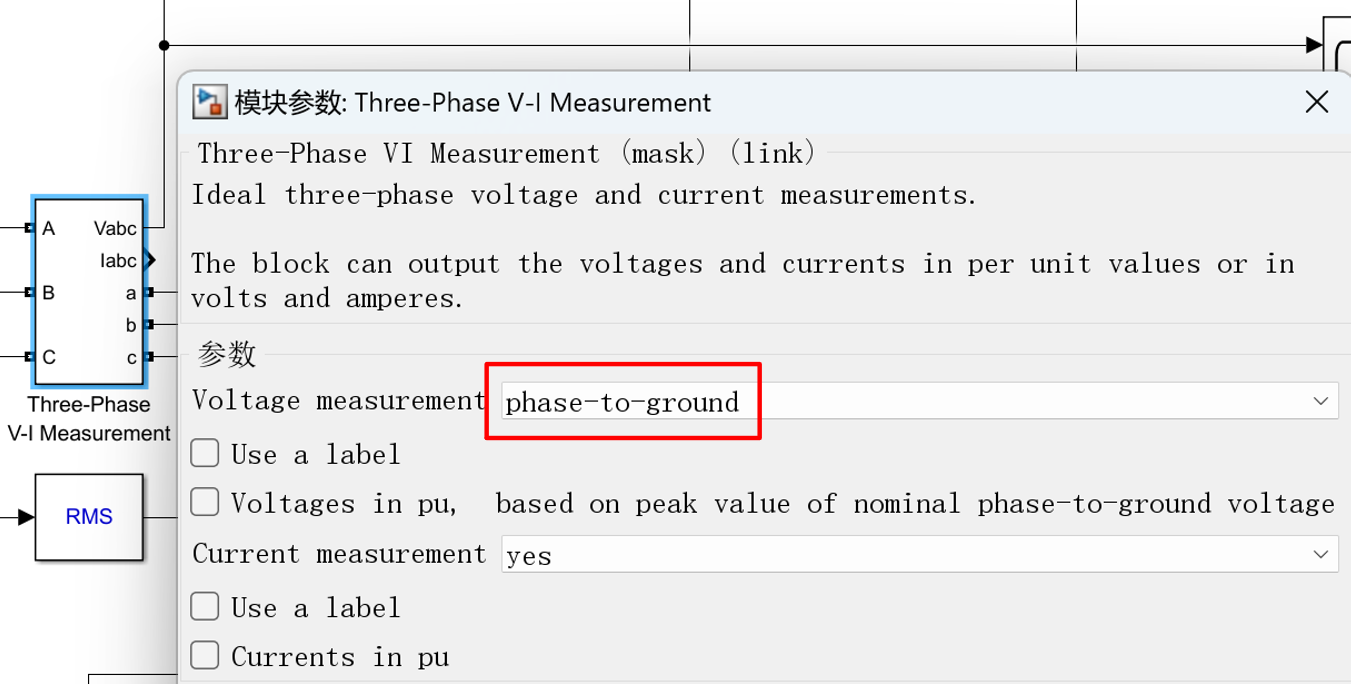 模块参数: Three-Phase V-I Measurement
Three-Phase VI Measurement (mask) (link)
Ideal three-phase voltage and current measurements.
The block can output the voltages and currents in per unit values or in
volts and amperes.
参数
Voltage measurement phase-to-ground
Use a label
Voltages in pu, based on peak value of nominal phase-to-ground voltage
Current measurement yes
Use a label
Currents in pu
A Vabc
Iabc
B a
b
C c
Three-Phase
V-I Measurement
RMS